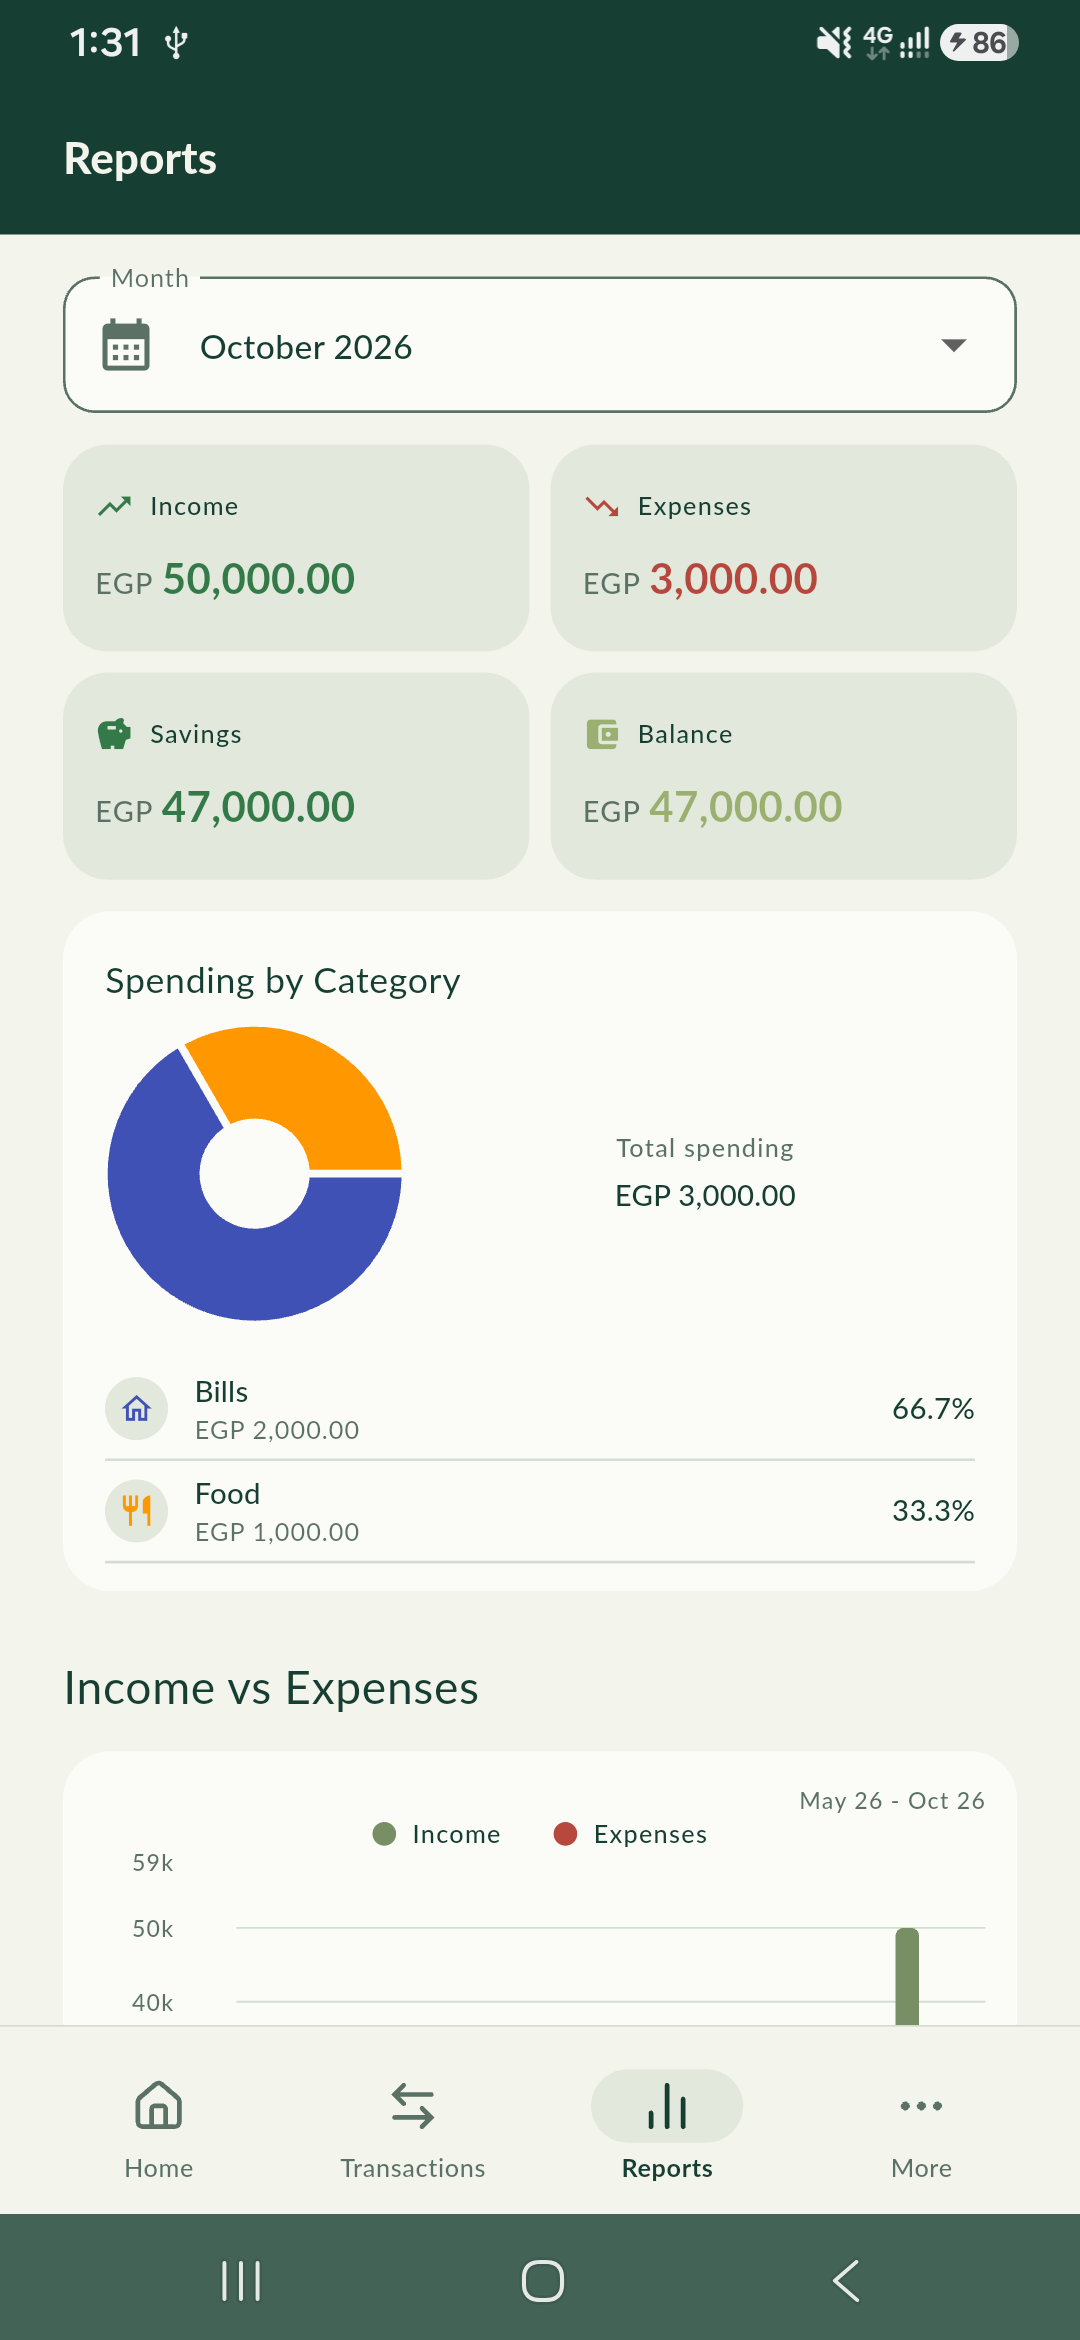 1:31
4G
86
Reports
Month
October 2026
Income
EGP 50,000.00
Expenses
EGP 3,000.00
Savings
EGP 47,000.00
Balance
EGP 47,000.00
Spending by Category
Total spending
EGP 3,000.00
Bills
EGP 2,000.00
66.7%
Food
EGP 1,000.00
33.3%
Income vs Expenses
May 26 - Oct 26
Income
Expenses
59k
50k
40k
Home
Transactions
Reports
More